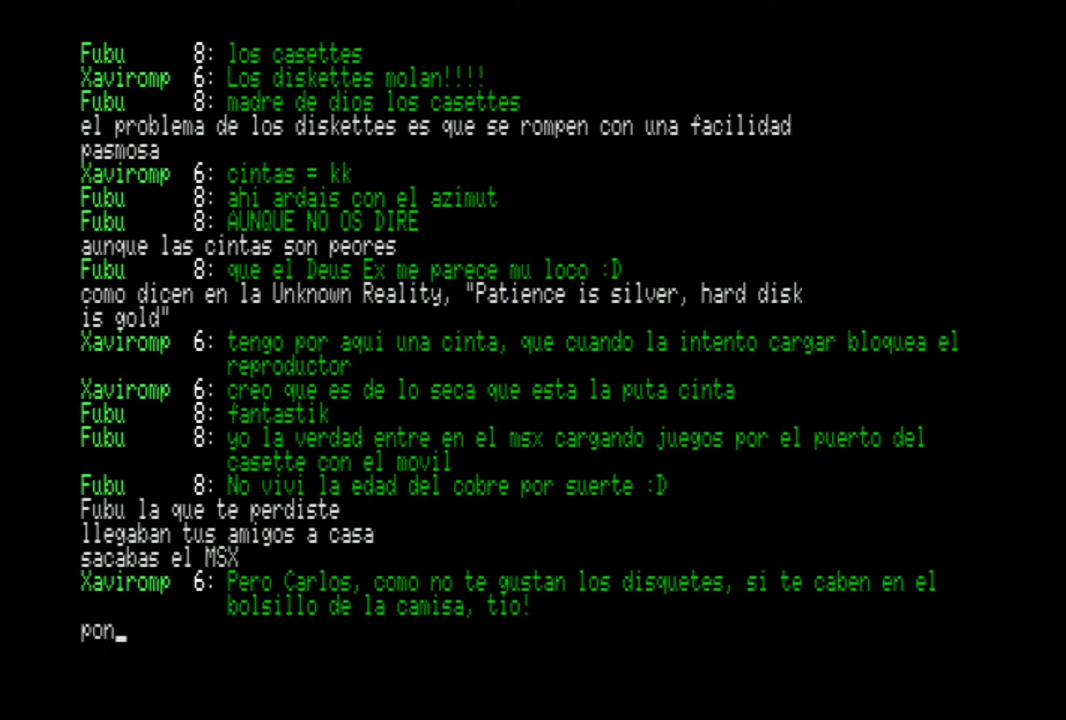 Fubu 8: los casettes
Xaviromp 6: Los diskettes molan!!!!
Fubu 8: madre de dios los casettes
el problema de los diskettes es que se rompen con una facilidad
pasmosa
Xaviromp 6: cintas = kk
Fubu 8: ahi ardais con el azimut
Fubu 8: AUNQUE NO OS DIRE
aunque las cintas son peores
Fubu 8: que el Deus Ex me parece mu loco :D
como dicen en la Unknown Reality, "Patience is silver, hard disk
is gold"
Xaviromp 6: tengo por aqui una cinta, que cuando la intento cargar bloquea el
reproductor
Xaviromp 6: creo que es de lo seca que esta la puta cinta
Fubu 8: fantastik
Fubu 8: yo la verdad entre en el msx cargando juegos por el puerto del
casette con el movil
Fubu 8: No vivi la edad del cobre por suerte :D
Fubu la que te perdiste
llegaban tus amigos a casa
sacabas el MSX
Xaviromp 6: Pero Carlos, como no te gustan los disquetes, si te caben en el
bolsillo de la camisa, tio!
pon_